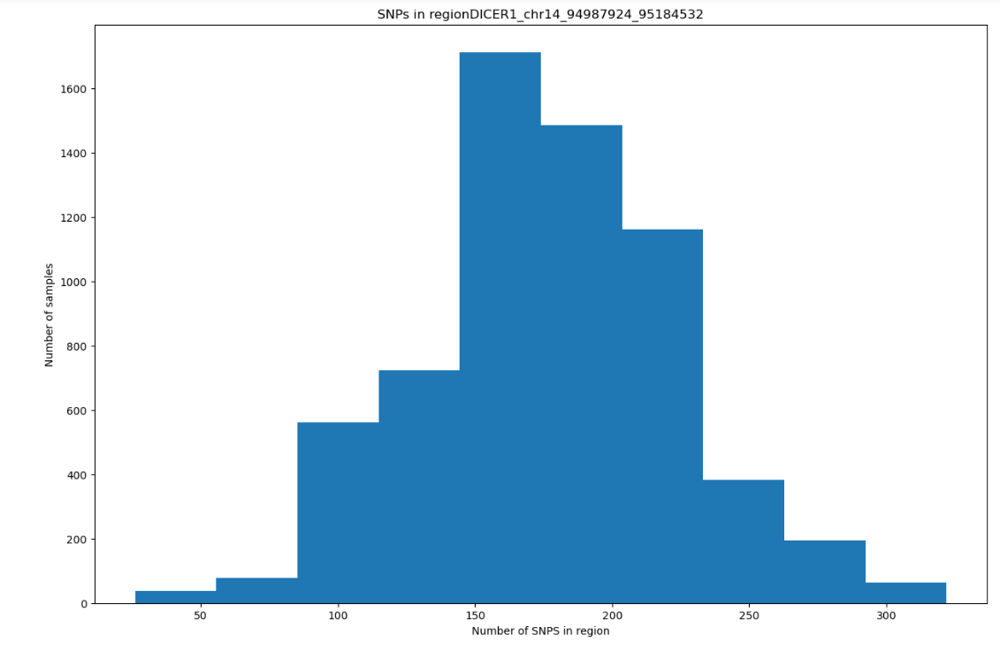 SNPs in regionDICER1_chr14_94987924_95184532
1600
1400
1200
1000
800
600
400
200
0
Number of samples
50 100 150 200 250 300
Number of SNPS in region